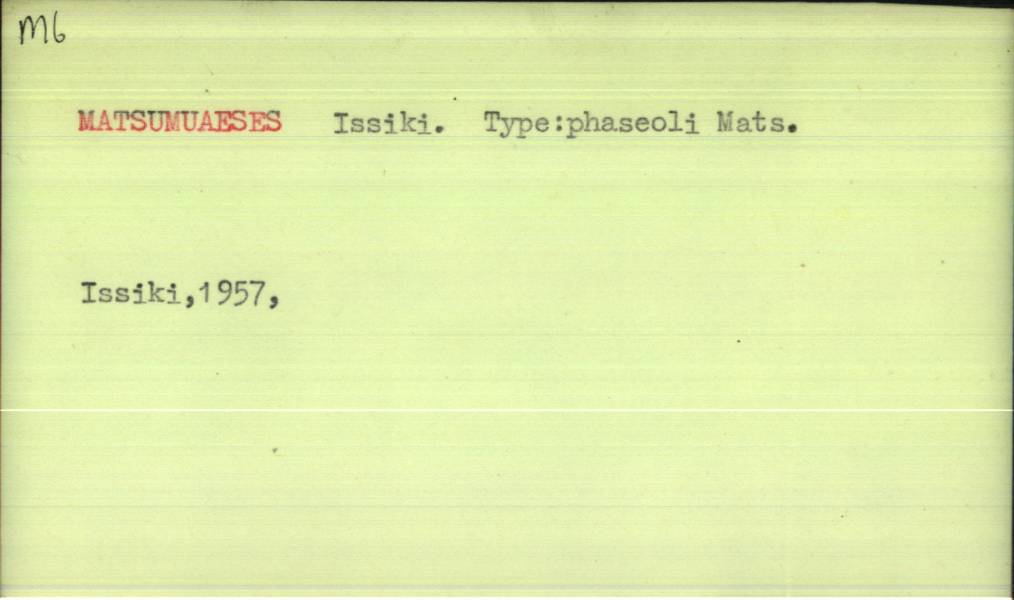 M6
MATSUMUAESES Issiki. Type:phaseoli Mats.
Issiki,1957,